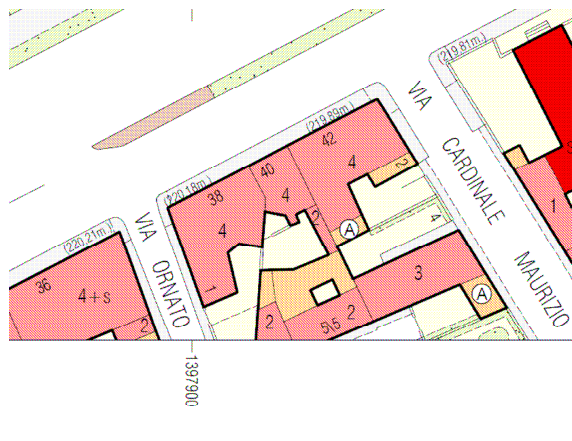 (219,81m.)
(219,89m.)
(220,18m.)
(220,21m.)
VIA CARDINALE MAURIZIO
VIA ORNATO
42
40
38
36
4
4
4
4+s
2
2
2
2
2
1
1
3
4
A
A
5\5
s
1397900